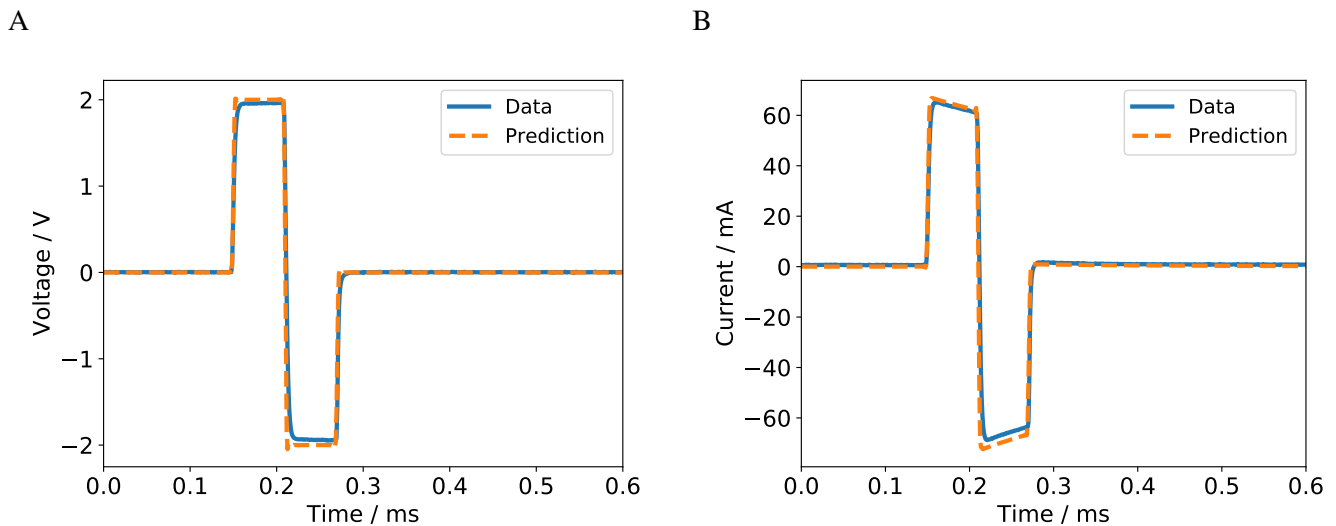 A
B
Data
Prediction
Voltage / V
2
1
0
−1
−2
0.0 0.1 0.2 0.3 0.4 0.5 0.6
Time / ms
Data
Prediction
Current / mA
60
40
20
0
−20
−40
−60
0.0 0.1 0.2 0.3 0.4 0.5 0.6
Time / ms